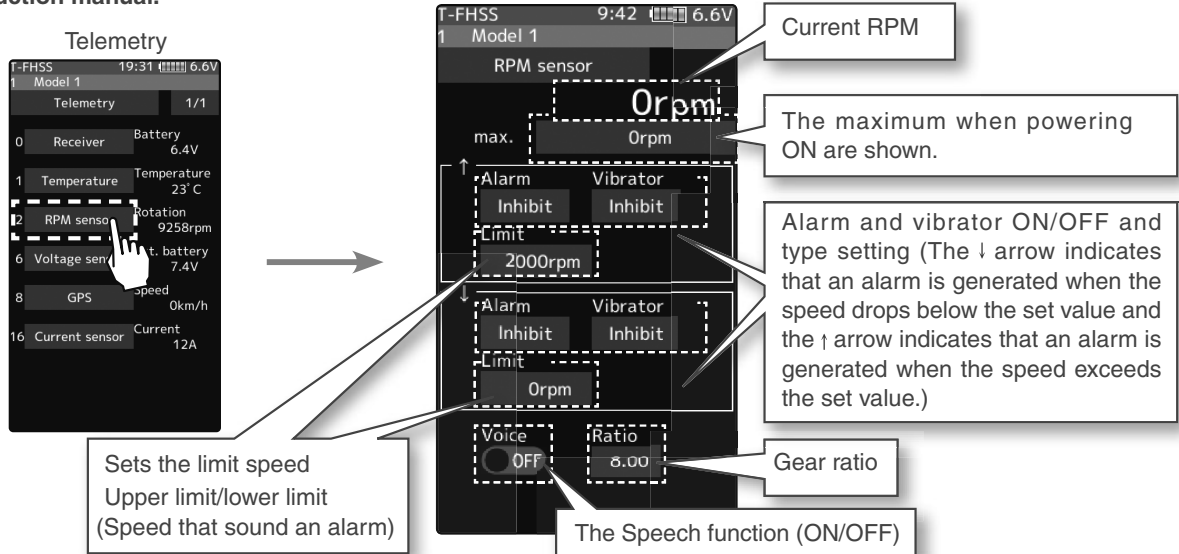 uction manual.
Telemetry
T-FHSS 19:31 6.6V
1 Model 1
Telemetry 1/1
0 Receiver Battery 6.4V
1 Temperature Temperature 23°C
2 RPM senso Rotation 9258rpm
6 Voltage sen t. battery 7.4V
8 GPS Speed 0km/h
16 Current sensor Current 12A
T-FHSS 9:42 6.6V
1 Model 1
RPM sensor
0rpm
max. 0rpm
↑ Alarm Vibrator
Inhibit Inhibit
Limit
2000rpm
↓ Alarm Vibrator
Inhibit Inhibit
Limit
0rpm
Voice Ratio
OFF 8.00
Current RPM
The maximum when powering
ON are shown.
Alarm and vibrator ON/OFF and
type setting (The ↓ arrow indicates
that an alarm is generated when the
speed drops below the set value and
the ↑ arrow indicates that an alarm is
generated when the speed exceeds
the set value.)
Sets the limit speed
Upper limit/lower limit
(Speed that sound an alarm)
Gear ratio
The Speech function (ON/OFF)